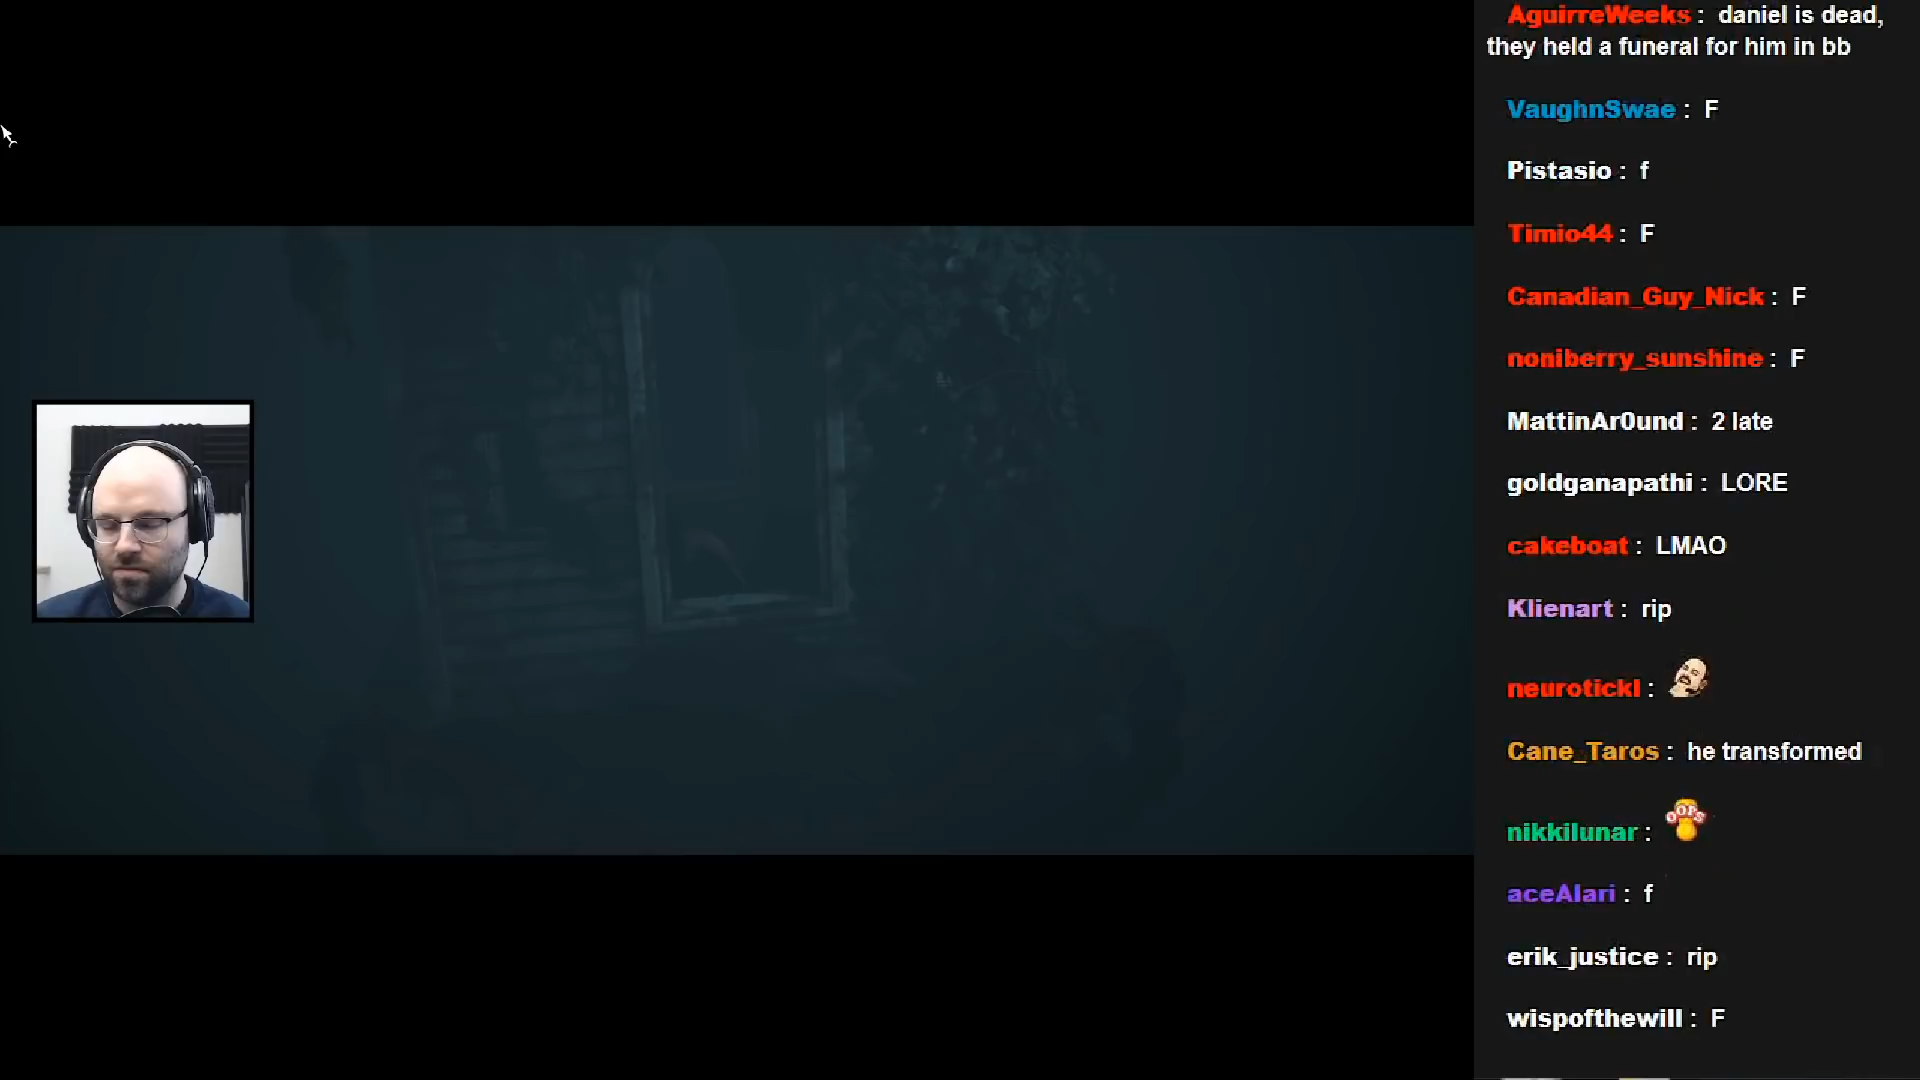 AguirreWeeks : daniel is dead,
they held a funeral for him in bb
VaughnSwae : F
Pistasio : f
Timio44 : F
Canadian_Guy_Nick : F
noniberry_sunshine : F
MattinAr0und : 2 late
goldganapathi : LORE
cakeboat : LMAO
Klienart : rip
neurotickl :
Cane_Taros : he transformed
OOPS
nikkilunar :
aceAlari : f
erik_justice : rip
wispofthewill : F